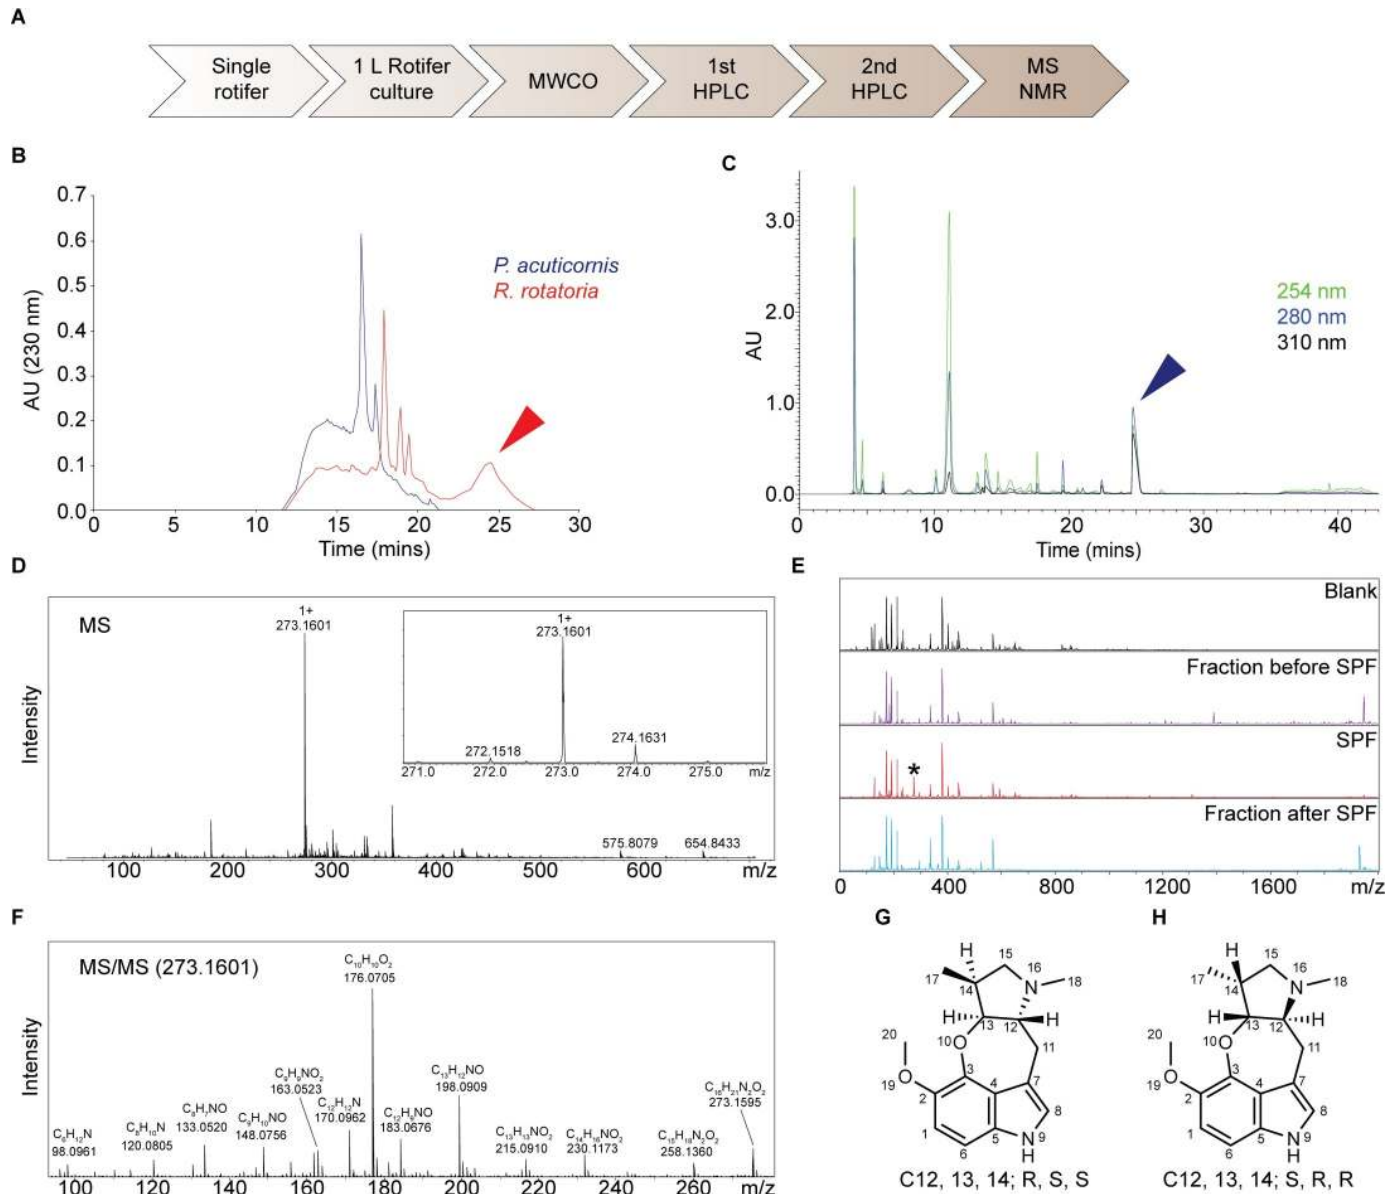 A
Single
rotifer
1 L Rotifer
culture
MWCO
1st
HPLC
2nd
HPLC
MS
NMR
B
AU (230 nm)
0.7
0.6
0.5
0.4
0.3
0.2
0.1
0.0
0 5 10 15 20 25 30
Time (mins)
P. acuticornis
R. rotatoria
C
AU
3.0
2.0
1.0
0.0
0 10 20 30 40
Time (mins)
254 nm
280 nm
310 nm
D
MS
Intensity
1+
273.1601
575.8079
654.8433
100 200 300 400 500 600 m/z
1+
273.1601
272.1518
274.1631
271.0 272.0 273.0 274.0 275.0 m/z
E
Blank
Fraction before SPF
SPF
*
Fraction after SPF
0 400 800 1200 1600 m/z
F
MS/MS (273.1601)
Intensity
C6H12N
98.0961
C8H10N
120.0805
C8H7NO
133.0520
C9H10NO
148.0756
C9H9NO2
163.0523
C12H12N
170.0962
C10H10O2
176.0705
C12H9NO
183.0676
C13H12NO
198.0909
C13H13NO2
215.0910
C14H16NO2
230.1173
C15H18N2O2
258.1360
C16H21N2O2
273.1595
100 120 140 160 180 200 220 240 260 m/z
G
H
15
16
N
18
17
14
H
13
12
H
20
10
O
11
O
19
3
4
7
2
8
1
5
9
6
N
H
C12, 13, 14; R, S, S
H
H
15
16
N
18
17
14
H
13
12
H
20
10
O
11
O
19
3
4
7
2
8
1
5
9
6
N
H
C12, 13, 14; S, R, R